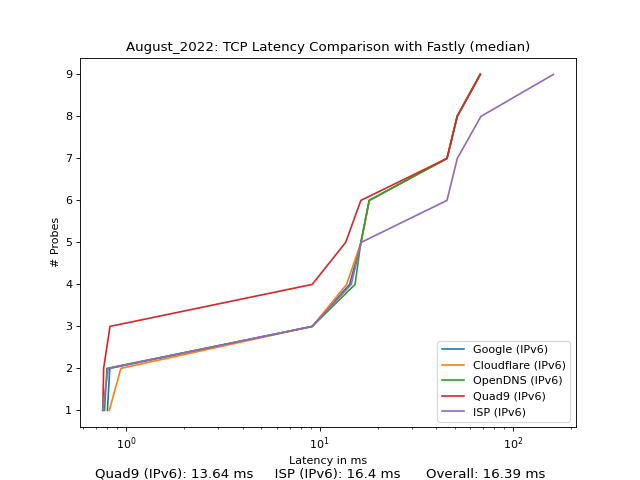 August_2022: TCP Latency Comparison with Fastly (median)
# Probes
9
8
7
6
5
4
3
2
1
Google (IPv6)
Cloudflare (IPv6)
OpenDNS (IPv6)
Quad9 (IPv6)
ISP (IPv6)
10⁰ 10¹ 10²
Latency in ms
Quad9 (IPv6): 13.64 ms ISP (IPv6): 16.4 ms Overall: 16.39 ms